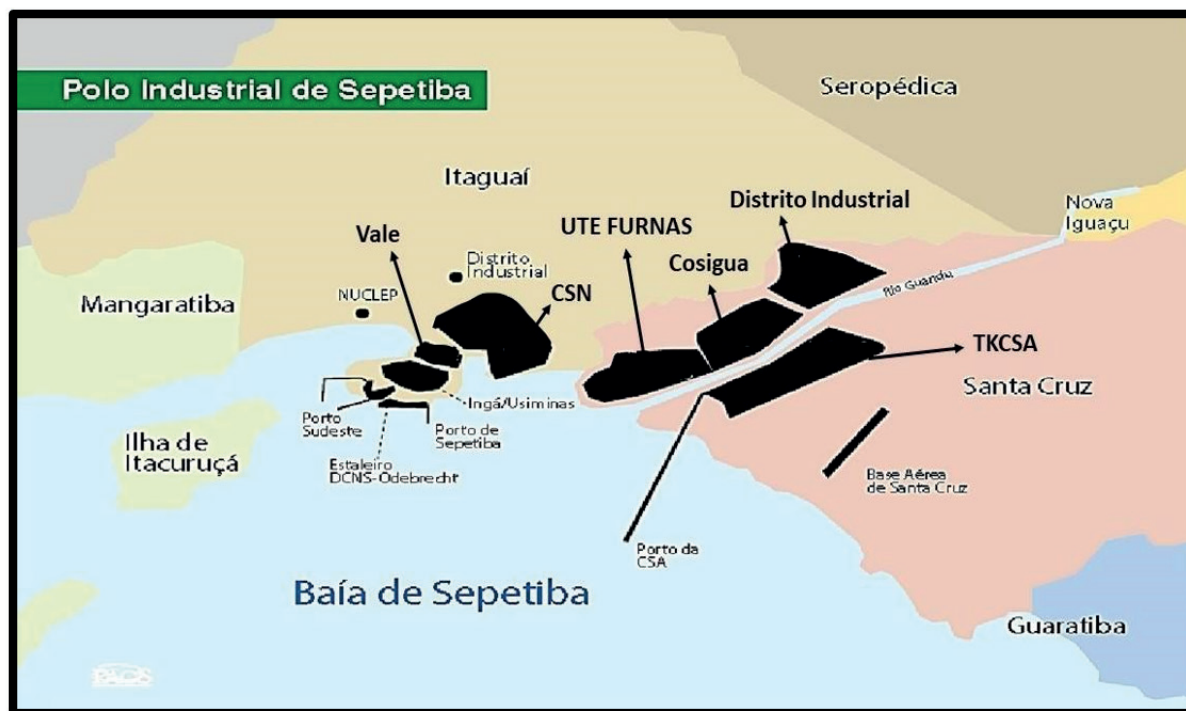 Polo Industrial de Sepetiba
Seropédica
Itaguaí
Distrito Industrial
Nova
Iguaçu
Vale
UTE FURNAS
Distrito
Industrial
Cosigua
Rio Guandu
Mangaratiba
NUCLEP
CSN
TKCSA
Santa Cruz
Ingá/Usiminas
Porto
Sudeste
Porto de
Sepetiba
Ilha de
Itacuruçá
Estaleiro
DCNS-Odebrecht
Base Aérea
de Santa Cruz
Porto da
CSA
Baía de Sepetiba
Guaratiba